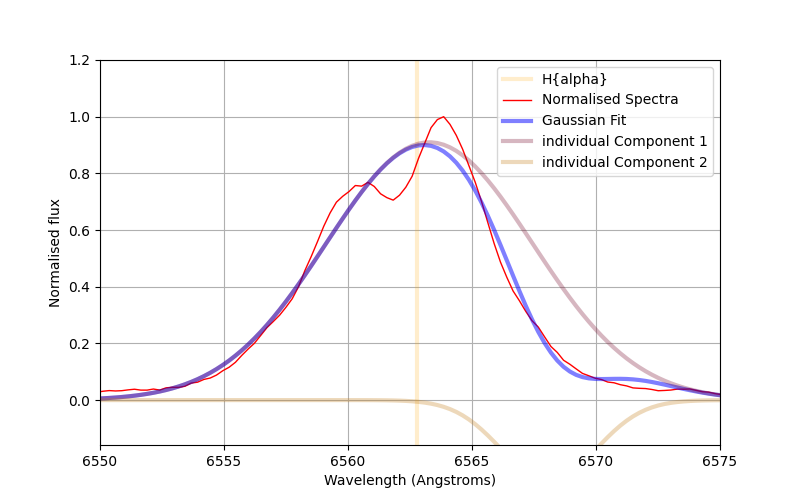 1.2
1.0
0.8
0.6
0.4
0.2
0.0
Normalised flux
H{alpha}
Normalised Spectra
Gaussian Fit
individual Component 1
individual Component 2
6550 6555 6560 6565 6570 6575
Wavelength (Angstroms)